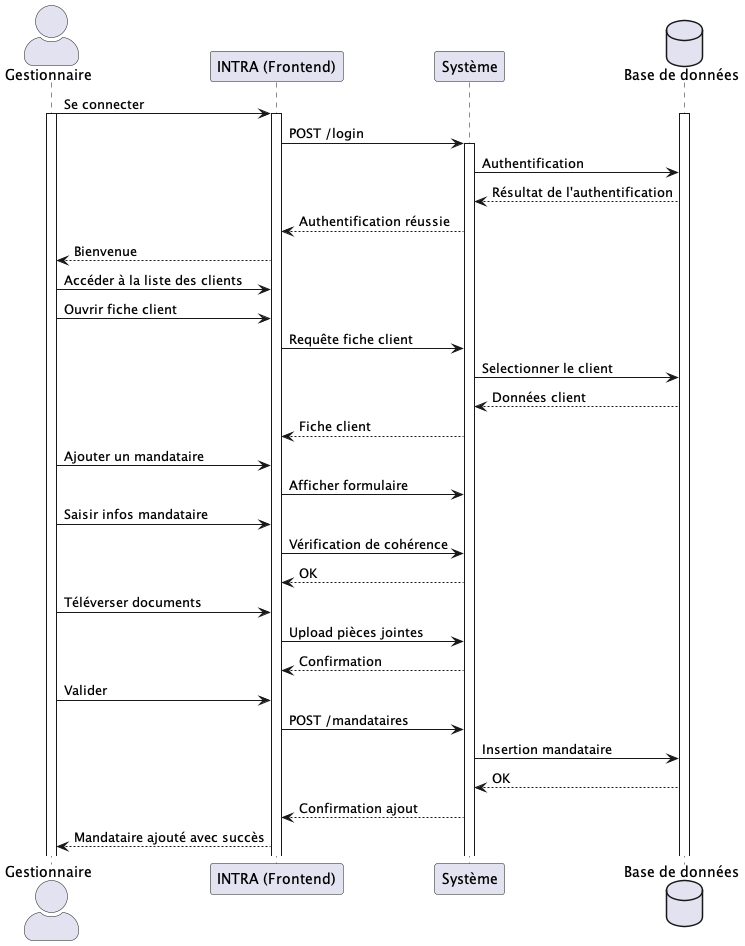 Gestionnaire
INTRA (Frontend)
Système
Base de données
Se connecter
POST /login
Authentification
Résultat de l'authentification
Authentification réussie
Bienvenue
Accéder à la liste des clients
Ouvrir fiche client
Requête fiche client
Selectionner le client
Données client
Fiche client
Ajouter un mandataire
Afficher formulaire
Saisir infos mandataire
Vérification de cohérence
OK
Téléverser documents
Upload pièces jointes
Confirmation
Valider
POST /mandataires
Insertion mandataire
OK
Confirmation ajout
Mandataire ajouté avec succès
Gestionnaire
INTRA (Frontend)
Système
Base de données